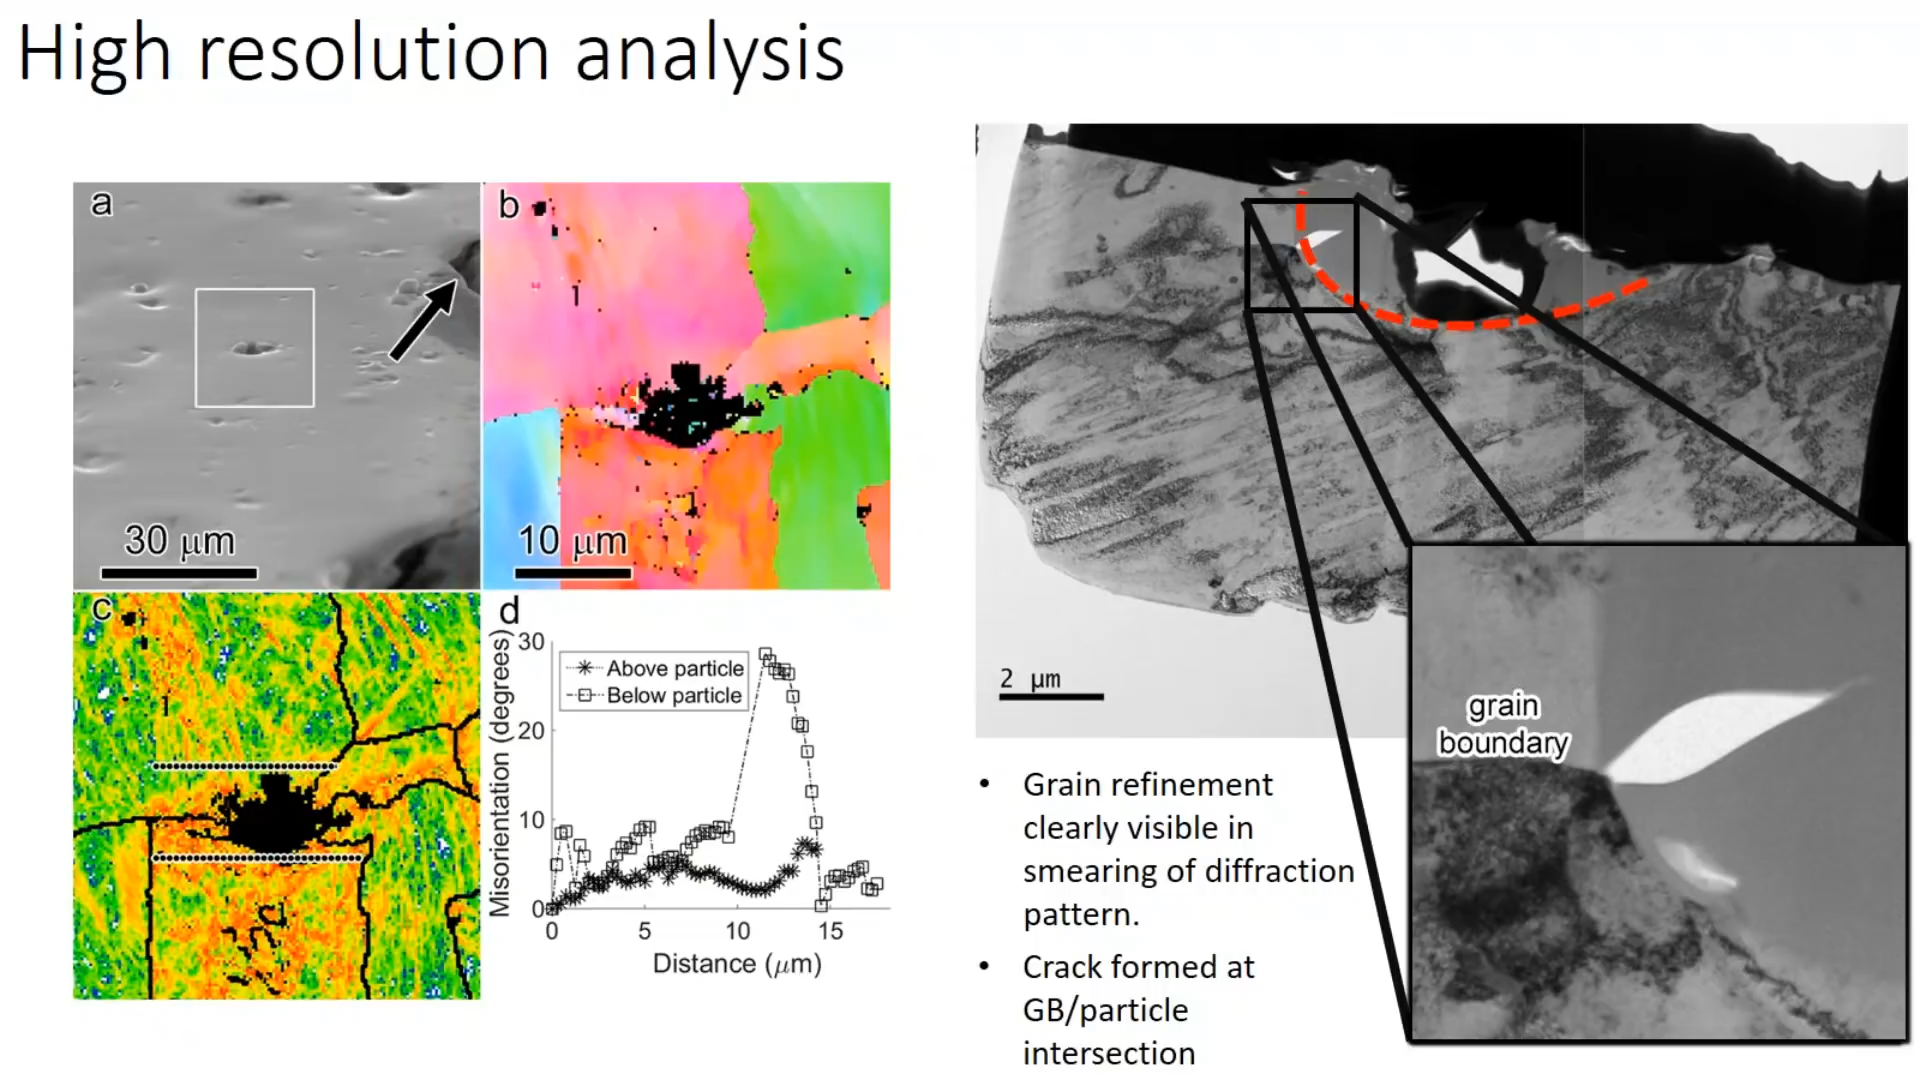 High resolution analysis
a
b
30 μm
10 μm
c
d
Misorientation (degrees)
30
20
10
0
Above particle
Below particle
0
5
10
15
Distance (μm)
2 μm
grain
boundary
• Grain refinement
clearly visible in
smearing of diffraction
pattern.
• Crack formed at
GB/particle
intersection